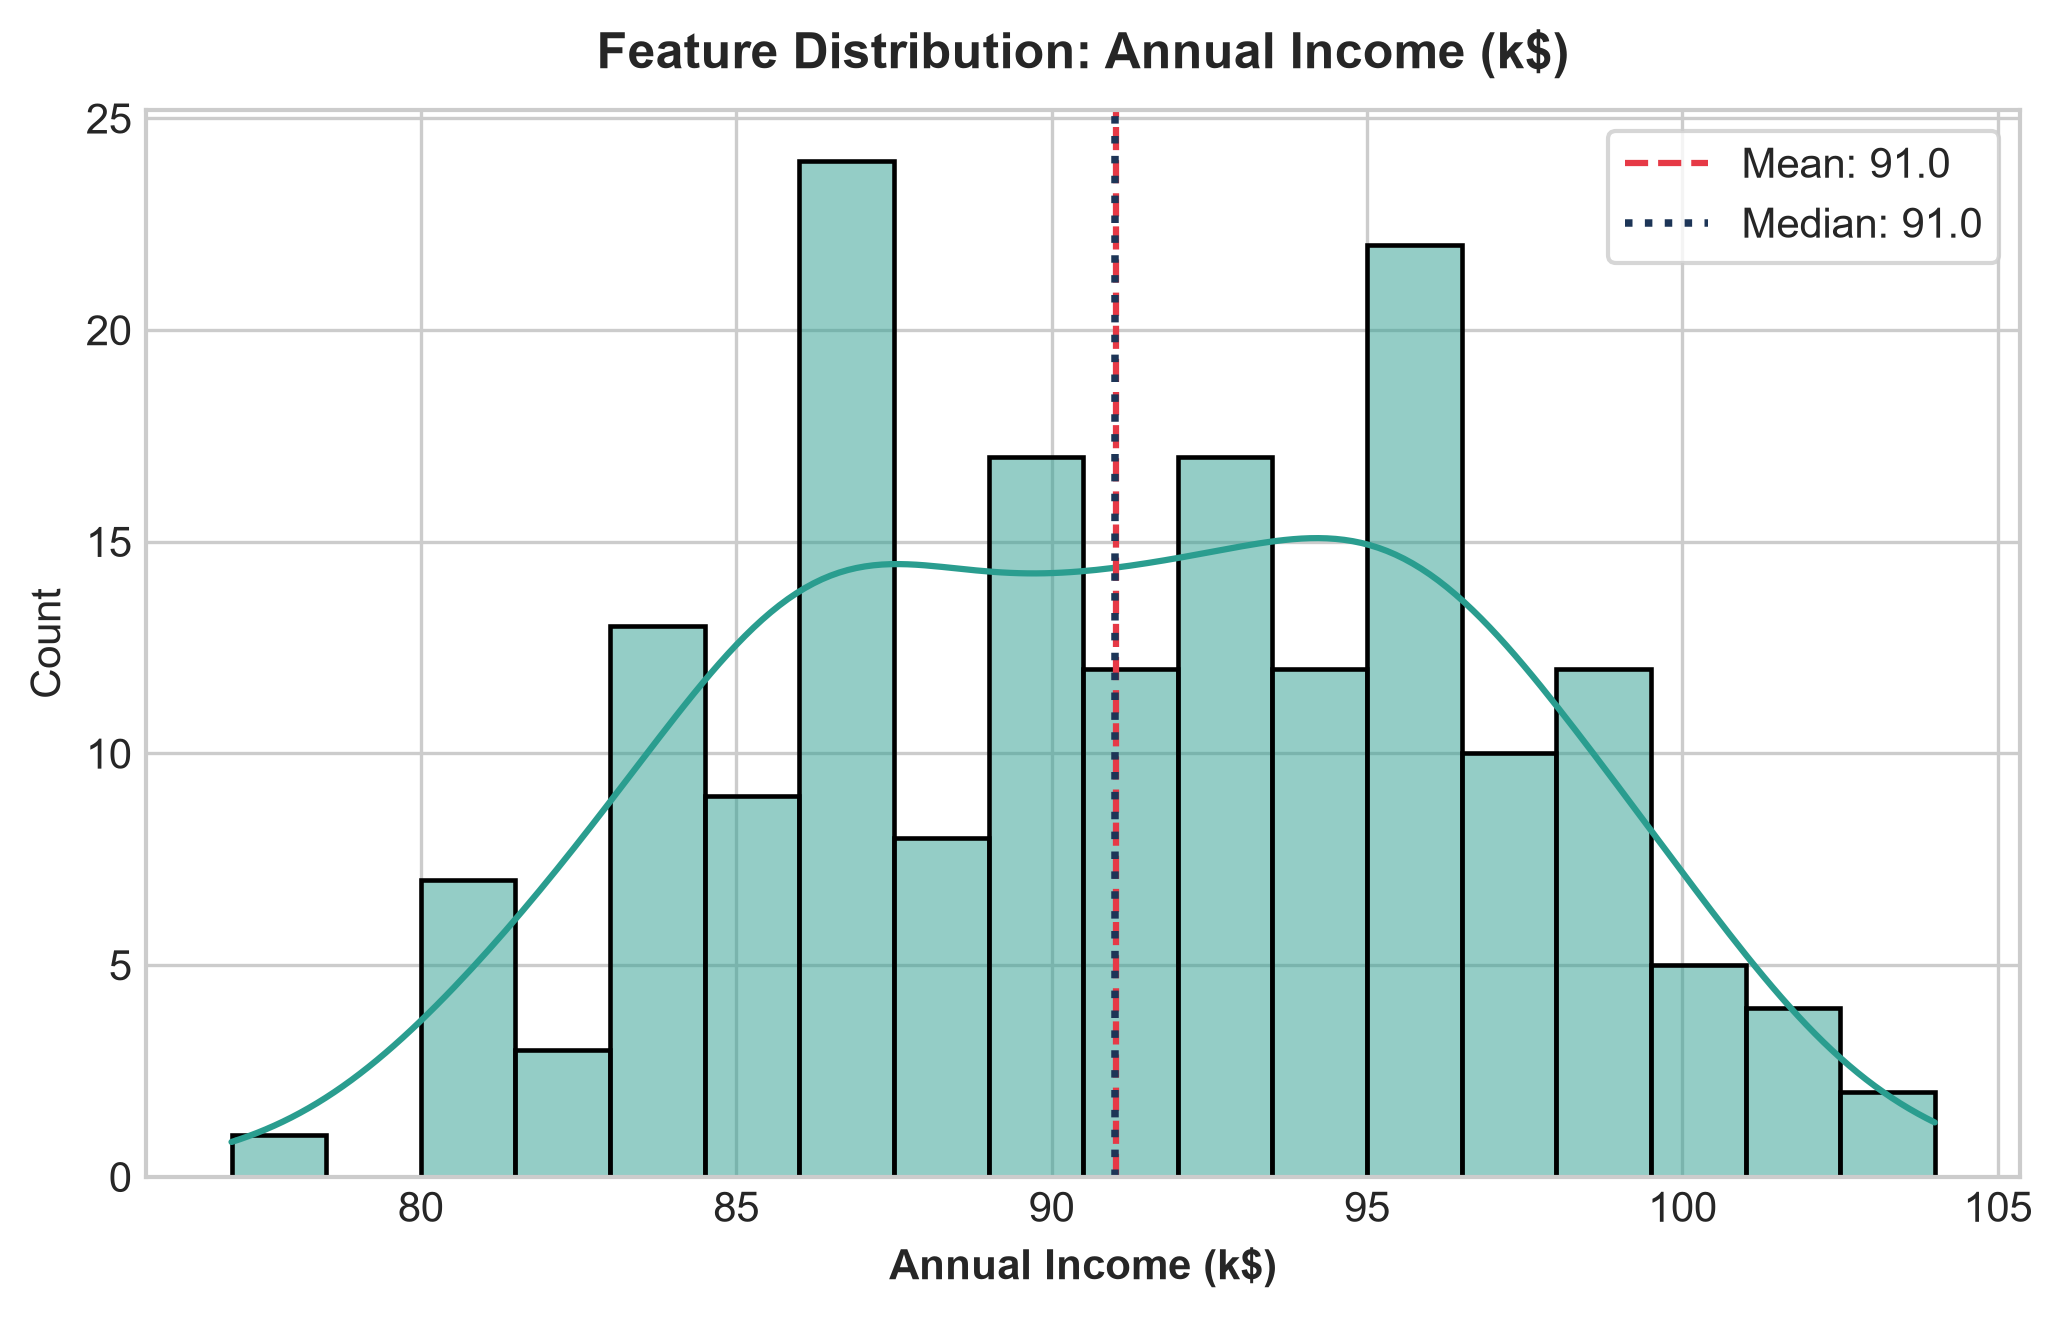 Feature Distribution: Annual Income (k$)
Mean: 91.0
Median: 91.0
25
20
15
10
5
0
Count
80 85 90 95 100 105
Annual Income (k$)